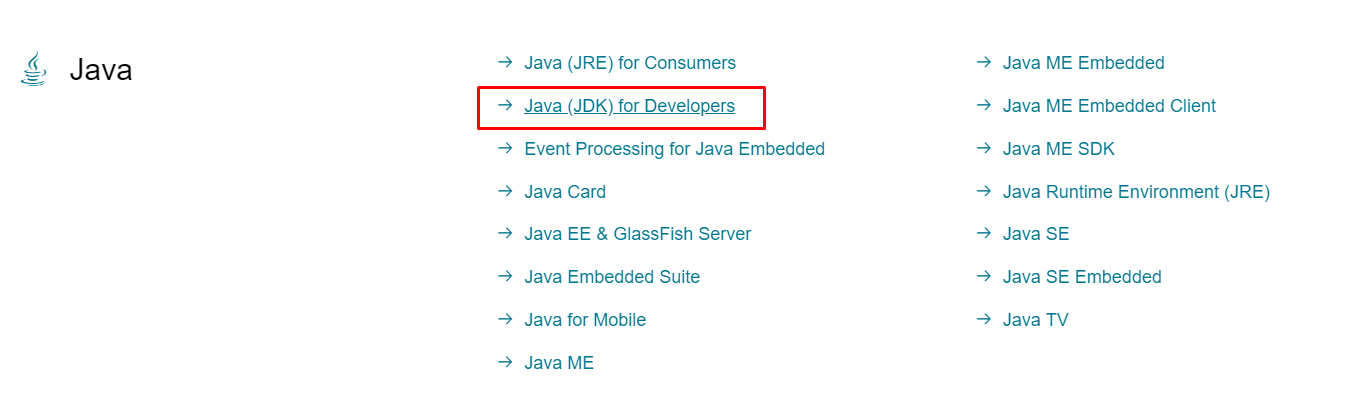 Java
Java (JRE) for Consumers
Java (JDK) for Developers
Event Processing for Java Embedded
Java Card
Java EE & GlassFish Server
Java Embedded Suite
Java for Mobile
Java ME
Java ME Embedded
Java ME Embedded Client
Java ME SDK
Java Runtime Environment (JRE)
Java SE
Java SE Embedded
Java TV